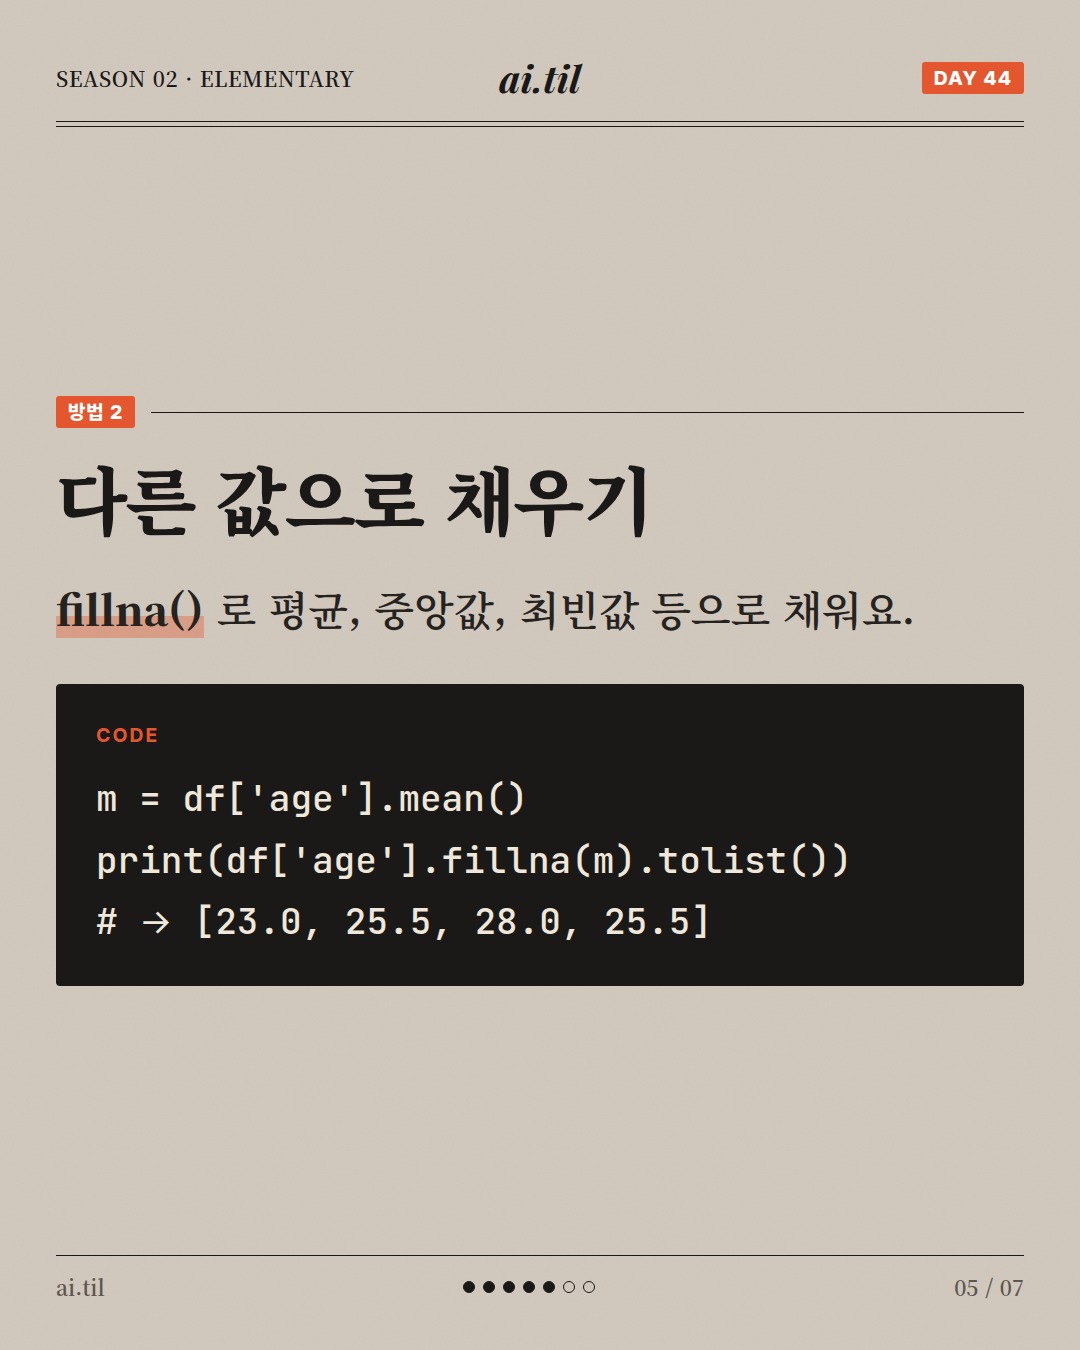 SEASON 02 · ELEMENTARY
ai.til
DAY 44
방법 2
다른 값으로 채우기
fillna() 로 평균, 중앙값, 최빈값 등으로 채워요.
CODE
m = df['age'].mean()
print(df['age'].fillna(m).tolist())
# → [23.0, 25.5, 28.0, 25.5]
ai.til
05 / 07